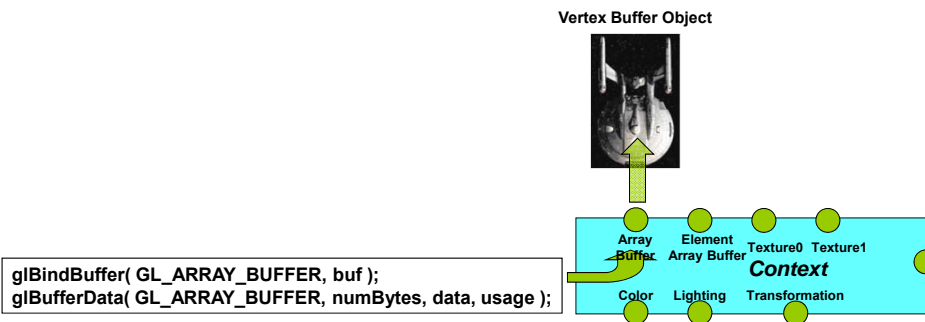 Vertex Buffer Object
Array
Buffer
Element
Array Buffer
Texture0
Texture1
Context
glBindBuffer( GL_ARRAY_BUFFER, buf );
glBufferData( GL_ARRAY_BUFFER, numBytes, data, usage );
Color
Lighting
Transformation